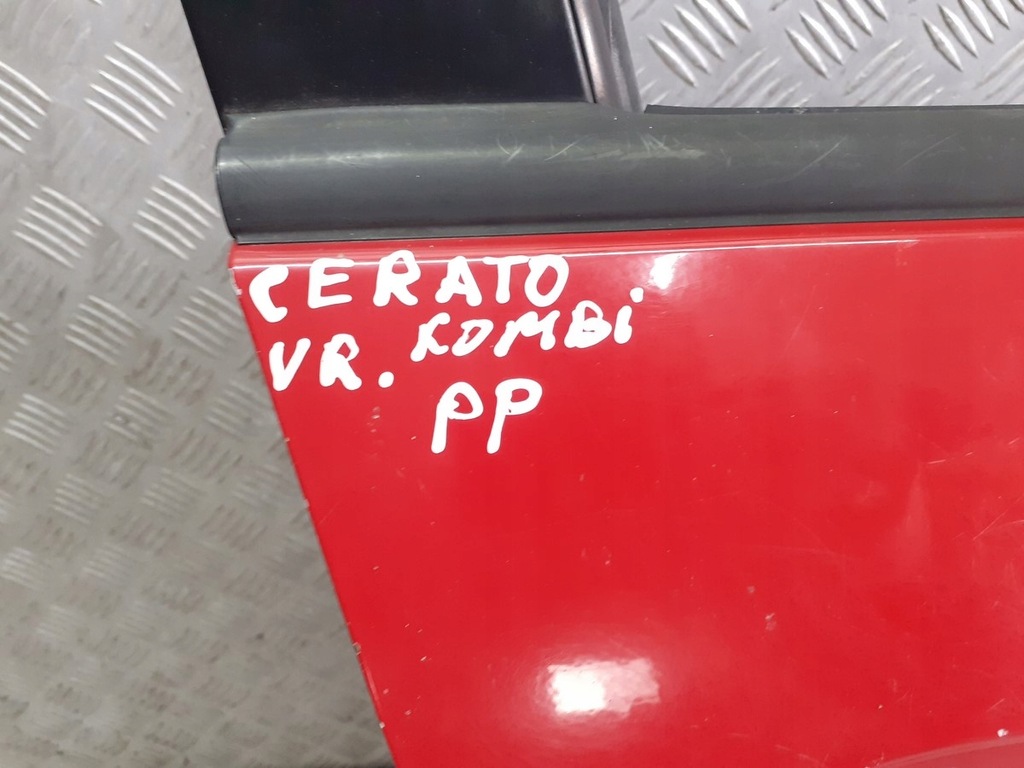 CERATO
VR. KOMBi
PP